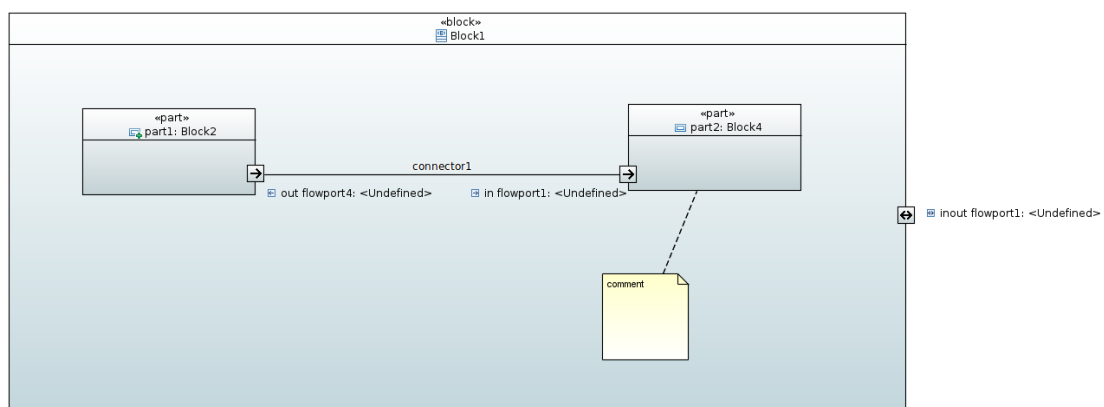 «block»
Block1
«part»
part1: Block2
«part»
part2: Block4
connector1
out flowport4: <Undefined>
in flowport1: <Undefined>
inout flowport1: <Undefined>
comment